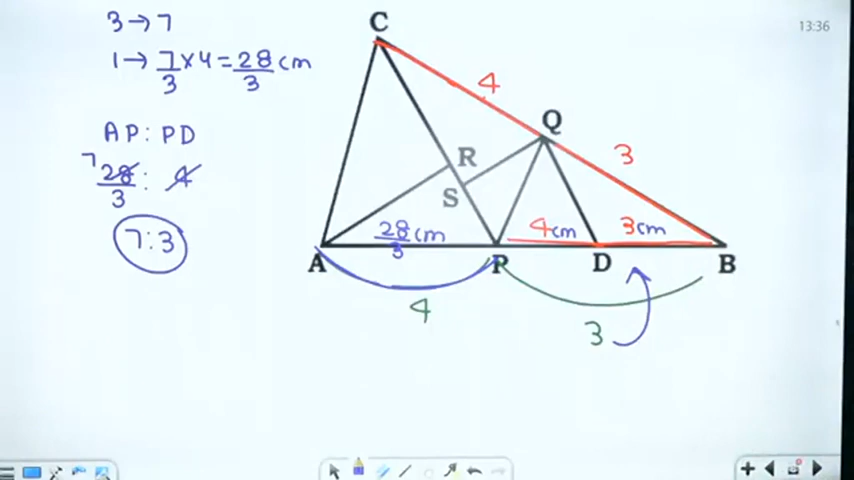 13:36
3→7
1→ 7/3 ×4 = 28/3 cm
AP : PD
7
28/3 : 4
7:3
C
4
Q
3
R
S
28/3 cm
4cm
3cm
A
P
D
B
4
3